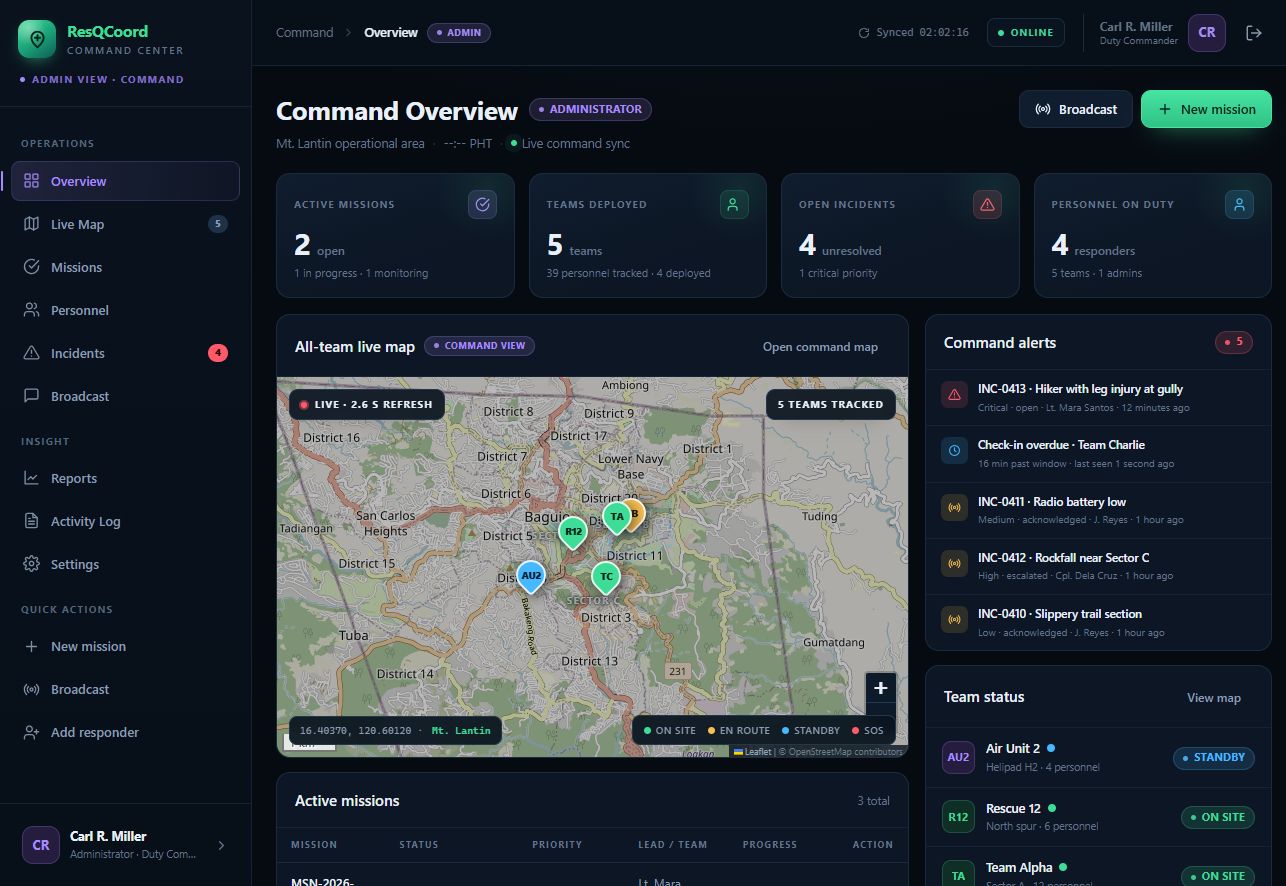 ResQCoord
COMMAND CENTER
ADMIN VIEW · COMMAND
OPERATIONS
Overview
Live Map 5
Missions
Personnel
Incidents 4
Broadcast
INSIGHT
Reports
Activity Log
Settings
QUICK ACTIONS
New mission
Broadcast
Add responder
CR
Carl R. Miller
Administrator · Duty Com...
Command > Overview ADMIN
Synced 02:02:16
ONLINE
Carl R. Miller
Duty Commander
CR
Command Overview ADMINISTRATOR
Mt. Lantin operational area · --:-- PHT · Live command sync
Broadcast
+ New mission
ACTIVE MISSIONS
2 open
1 in progress · 1 monitoring
TEAMS DEPLOYED
5 teams
39 personnel tracked · 4 deployed
OPEN INCIDENTS
4 unresolved
1 critical priority
PERSONNEL ON DUTY
4 responders
5 teams · 1 admins
All-team live map COMMAND VIEW
Open command map
LIVE · 2.6 S REFRESH
5 TEAMS TRACKED
Ambiong
District 8
District 9
District 16
District 17
District 7
District 1
Lower Navy
Base
District 6
District 20
San Carlos
Heights
Baguio
TA
B
Tuding
Tadiangan
District 5
R12
District 11
District 15
AU2
TC
SECTOR C
Bakakeng Road
District 3
Tuba
Gumatdang
District 13
231
District 14
+
16.40370, 120.60120 · Mt. Lantin
ON SITE EN ROUTE STANDBY SOS
Leaflet | © OpenStreetMap contributors
Active missions
3 total
MISSION STATUS PRIORITY LEAD / TEAM PROGRESS ACTION
MSN-2026-
Lt. Mara
Command alerts
5
INC-0413 · Hiker with leg injury at gully
Critical · open · Lt. Mara Santos · 12 minutes ago
Check-in overdue · Team Charlie
16 min past window · last seen 1 second ago
INC-0411 · Radio battery low
Medium · acknowledged · J. Reyes · 1 hour ago
INC-0412 · Rockfall near Sector C
High · escalated · Cpl. Dela Cruz · 1 hour ago
INC-0410 · Slippery trail section
Low · acknowledged · J. Reyes · 1 hour ago
Team status
View map
AU2
Air Unit 2
Helipad H2 · 4 personnel
STANDBY
R12
Rescue 12
North spur · 6 personnel
ON SITE
TA
Team Alpha
Sector A · 12 personnel
ON SITE